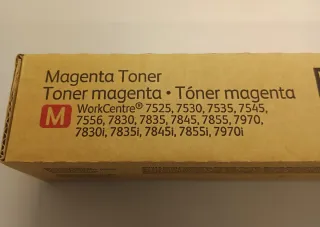 Magenta Toner
Toner magenta • Tóner magenta
M WorkCentre® 7525, 7530, 7535, 7545,
7556, 7830, 7835, 7845, 7855, 7970,
7830i, 7835i, 7845i, 7855i, 7970i